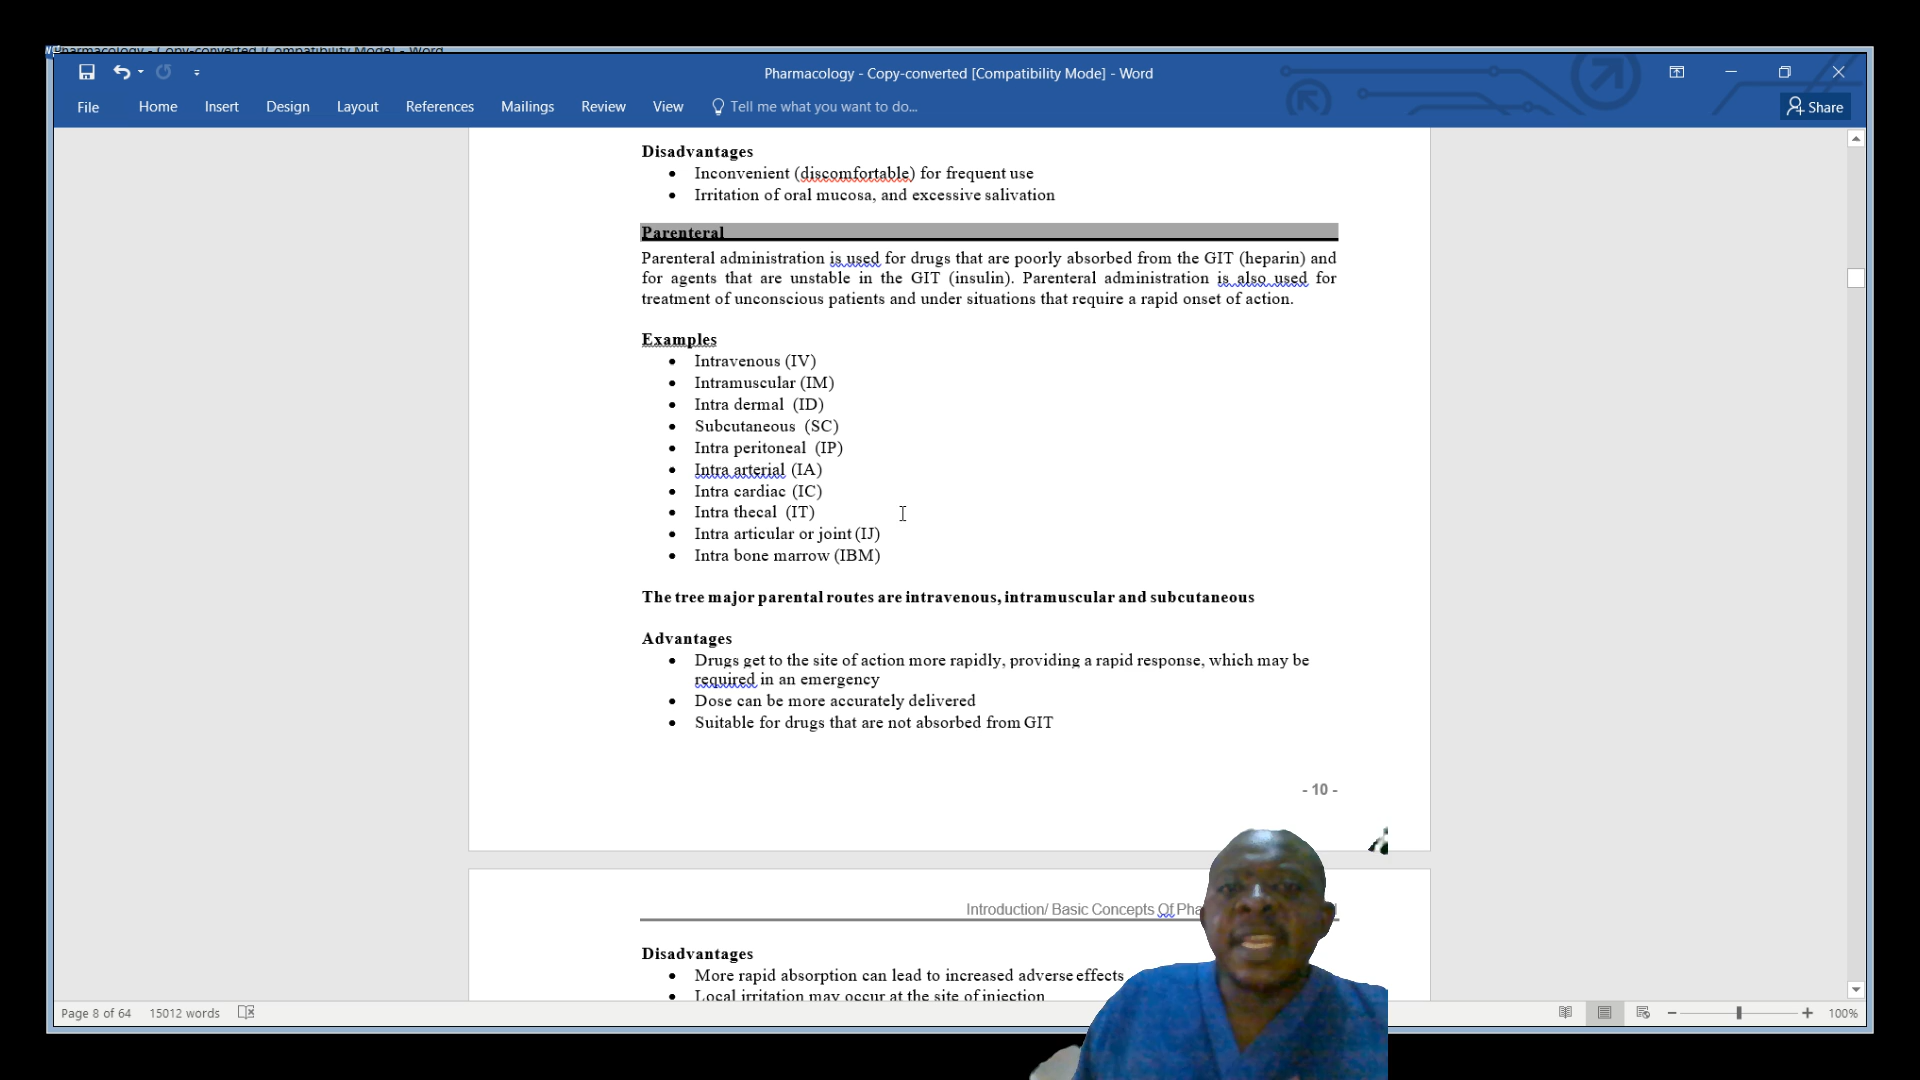 Pharmacology - Copy-converted [Compatibility Mode] - Word
Pharmacology - Copy-converted [Compatibility Mode] - Word
File Home Insert Design Layout References Mailings Review View Tell me what you want to do... Share
Disadvantages
• Inconvenient (discomfortable) for frequent use
• Irritation of oral mucosa, and excessive salivation
Parenteral
Parenteral administration is used for drugs that are poorly absorbed from the GIT (heparin) and
for agents that are unstable in the GIT (insulin). Parenteral administration is also used for
treatment of unconscious patients and under situations that require a rapid onset of action.
Examples
• Intravenous (IV)
• Intramuscular (IM)
• Intra dermal (ID)
• Subcutaneous (SC)
• Intra peritoneal (IP)
• Intra arterial (IA)
• Intra cardiac (IC)
• Intra thecal (IT)
• Intra articular or joint (IJ)
• Intra bone marrow (IBM)
The tree major parental routes are intravenous, intramuscular and subcutaneous
Advantages
• Drugs get to the site of action more rapidly, providing a rapid response, which may be
required in an emergency
• Dose can be more accurately delivered
• Suitable for drugs that are not absorbed from GIT
- 10 -
Introduction/ Basic Concepts Of Pha
Disadvantages
• More rapid absorption can lead to increased adverse effects
• Local irritation may occur at the site of injection
Page 8 of 64 15012 words 100%